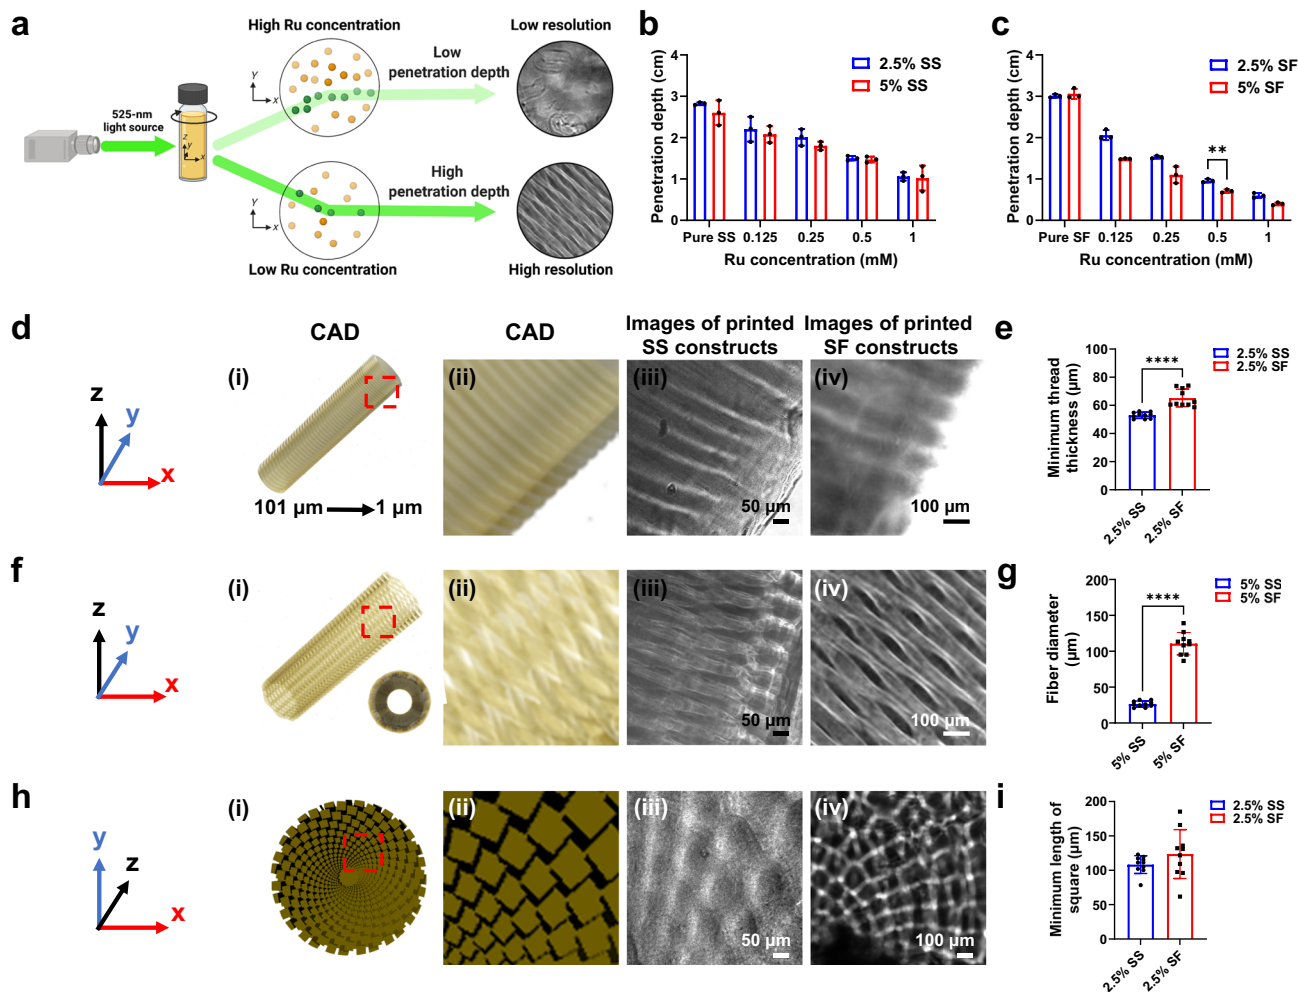 a
High Ru concentration
Low resolution
Low
penetration depth
Y
x
525-nm
light source
z
y
x
High
penetration depth
Y
x
Low Ru concentration
High resolution
b
Penetration depth (cm)
4
3
2
1
0
2.5% SS
5% SS
Pure SS 0.125 0.25 0.5 1
Ru concentration (mM)
c
Penetration depth (cm)
4
3
2
1
0
2.5% SF
5% SF
**
Pure SF 0.125 0.25 0.5 1
Ru concentration (mM)
d
CAD
CAD
Images of printed
SS constructs
Images of printed
SF constructs
z
y
x
(i)
101 µm 1 µm
(ii)
(iii)
50 µm
(iv)
100 µm
e
Minimum thread
thickness (µm)
100
80
60
40
20
0
2.5% SS
2.5% SF
****
2.5% SS
2.5% SF
f
z
y
x
(i)
(ii)
(iii)
50 µm
(iv)
100 µm
g
Fiber diameter
(µm)
200
150
100
50
0
5% SS
5% SF
****
5% SS
5% SF
h
y
z
x
(i)
(ii)
(iii)
50 µm
(iv)
100 µm
i
Minimum length of
square (µm)
200
150
100
50
0
2.5% SS
2.5% SF
2.5% SS
2.5% SF